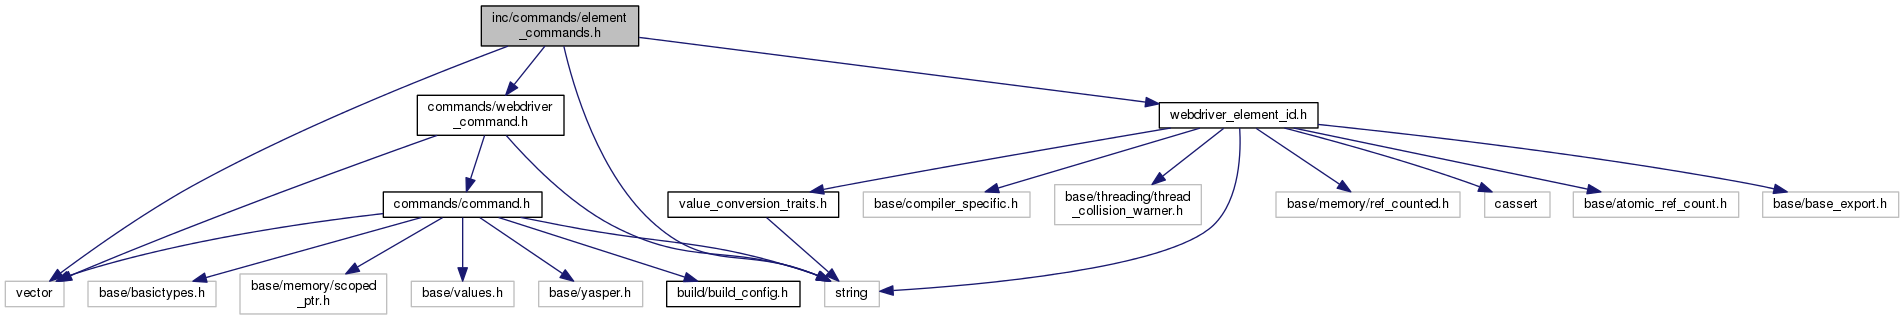 inc/commands/element
_commands.h
commands/webdriver
_command.h
webdriver_element_id.h
commands/command.h
value_conversion_traits.h
base/compiler_specific.h
base/threading/thread
_collision_warner.h
base/memory/ref_counted.h
cassert
base/atomic_ref_count.h
base/base_export.h
vector
base/basictypes.h
base/memory/scoped
_ptr.h
base/values.h
base/yasper.h
build/build_config.h
string